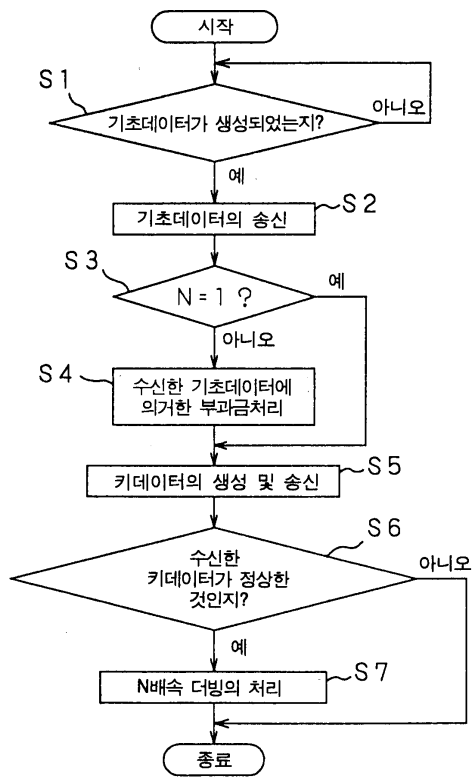 시작
S1
기초데이터가 생성되었는지?
아니오
예
기초데이터의 송신
S2
S3
N=1 ?
예
아니오
S4
수신한 기초데이터에
의거한 부과금처리
키데이터의 생성 및 송신
S5
S6
수신한
키데이터가 정상한
것인지?
아니오
예
N배속 더빙의 처리
S7
종료